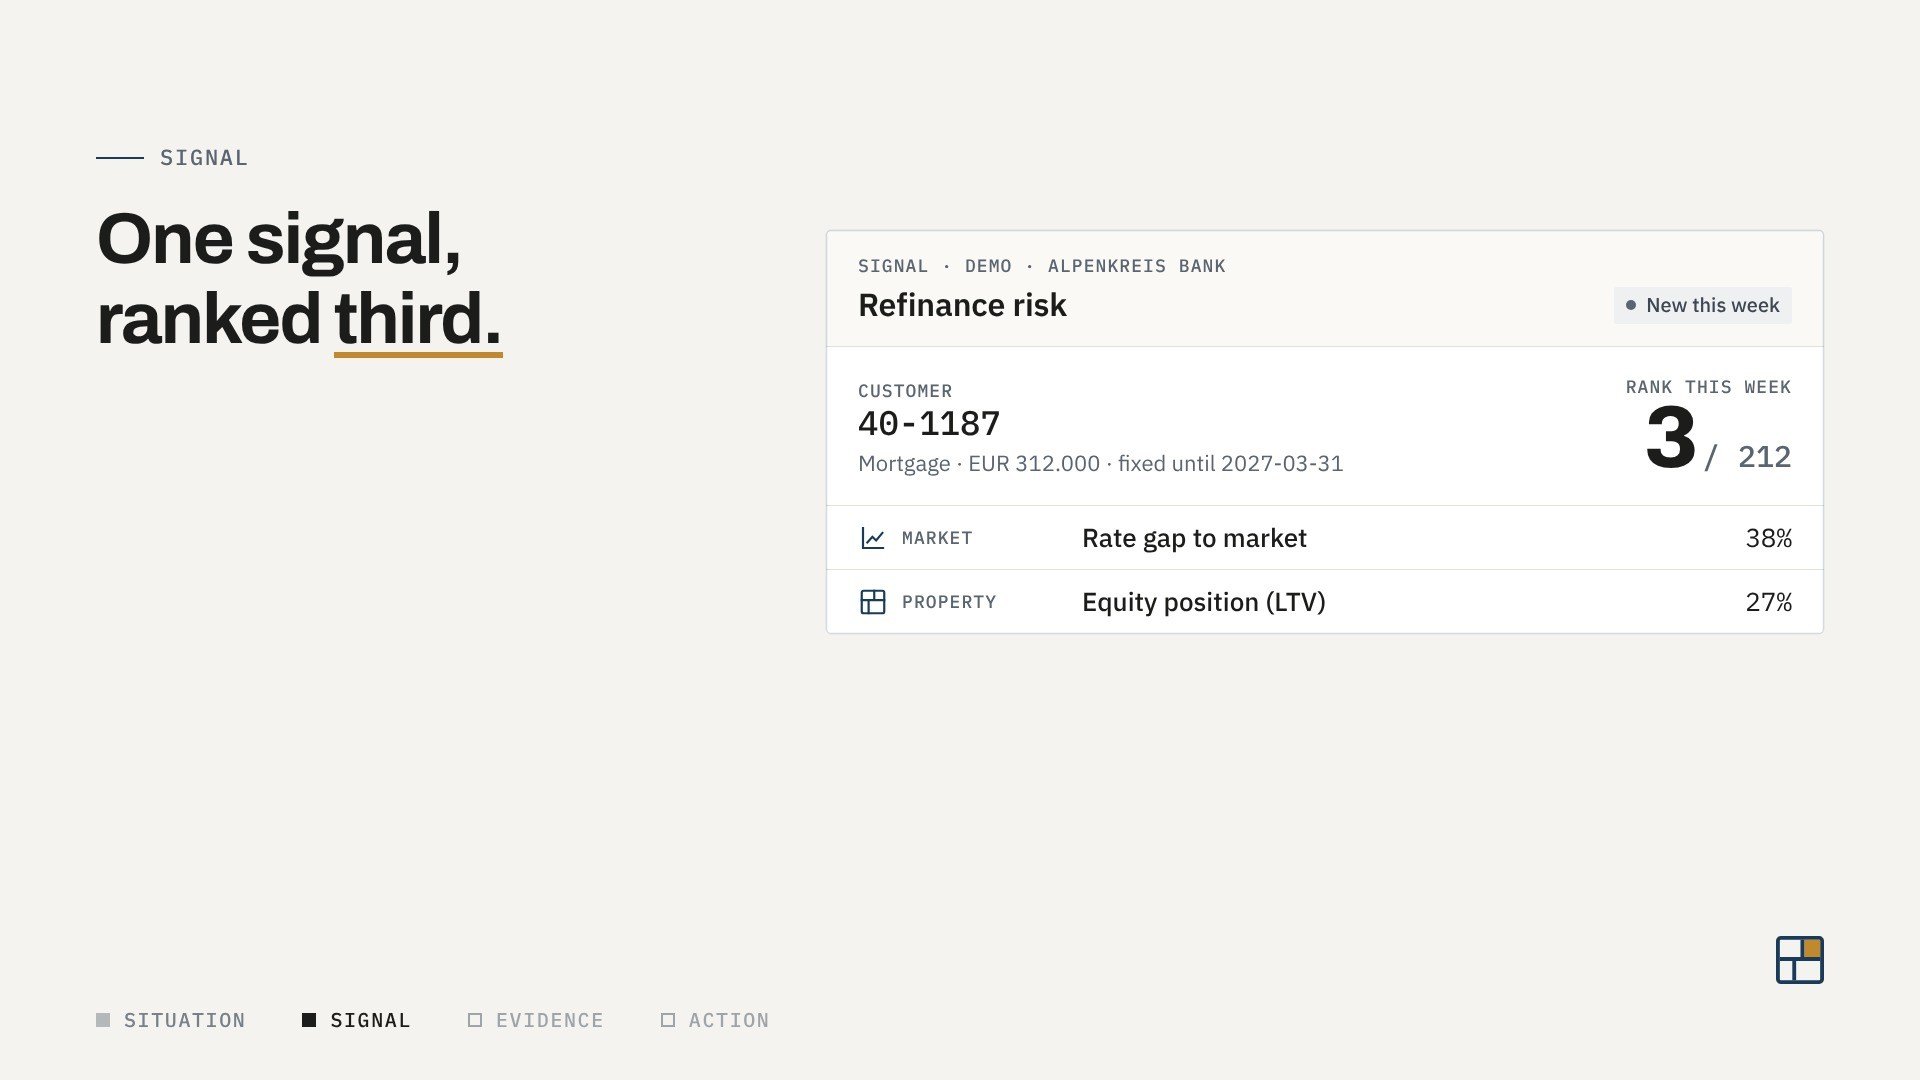 SIGNAL
One signal,
ranked third.
SIGNAL · DEMO · ALPENKREIS BANK
Refinance risk
New this week
CUSTOMER
40-1187
Mortgage · EUR 312.000 · fixed until 2027-03-31
RANK THIS WEEK
3 / 212
MARKET Rate gap to market 38%
PROPERTY Equity position (LTV) 27%
SITUATION SIGNAL EVIDENCE ACTION